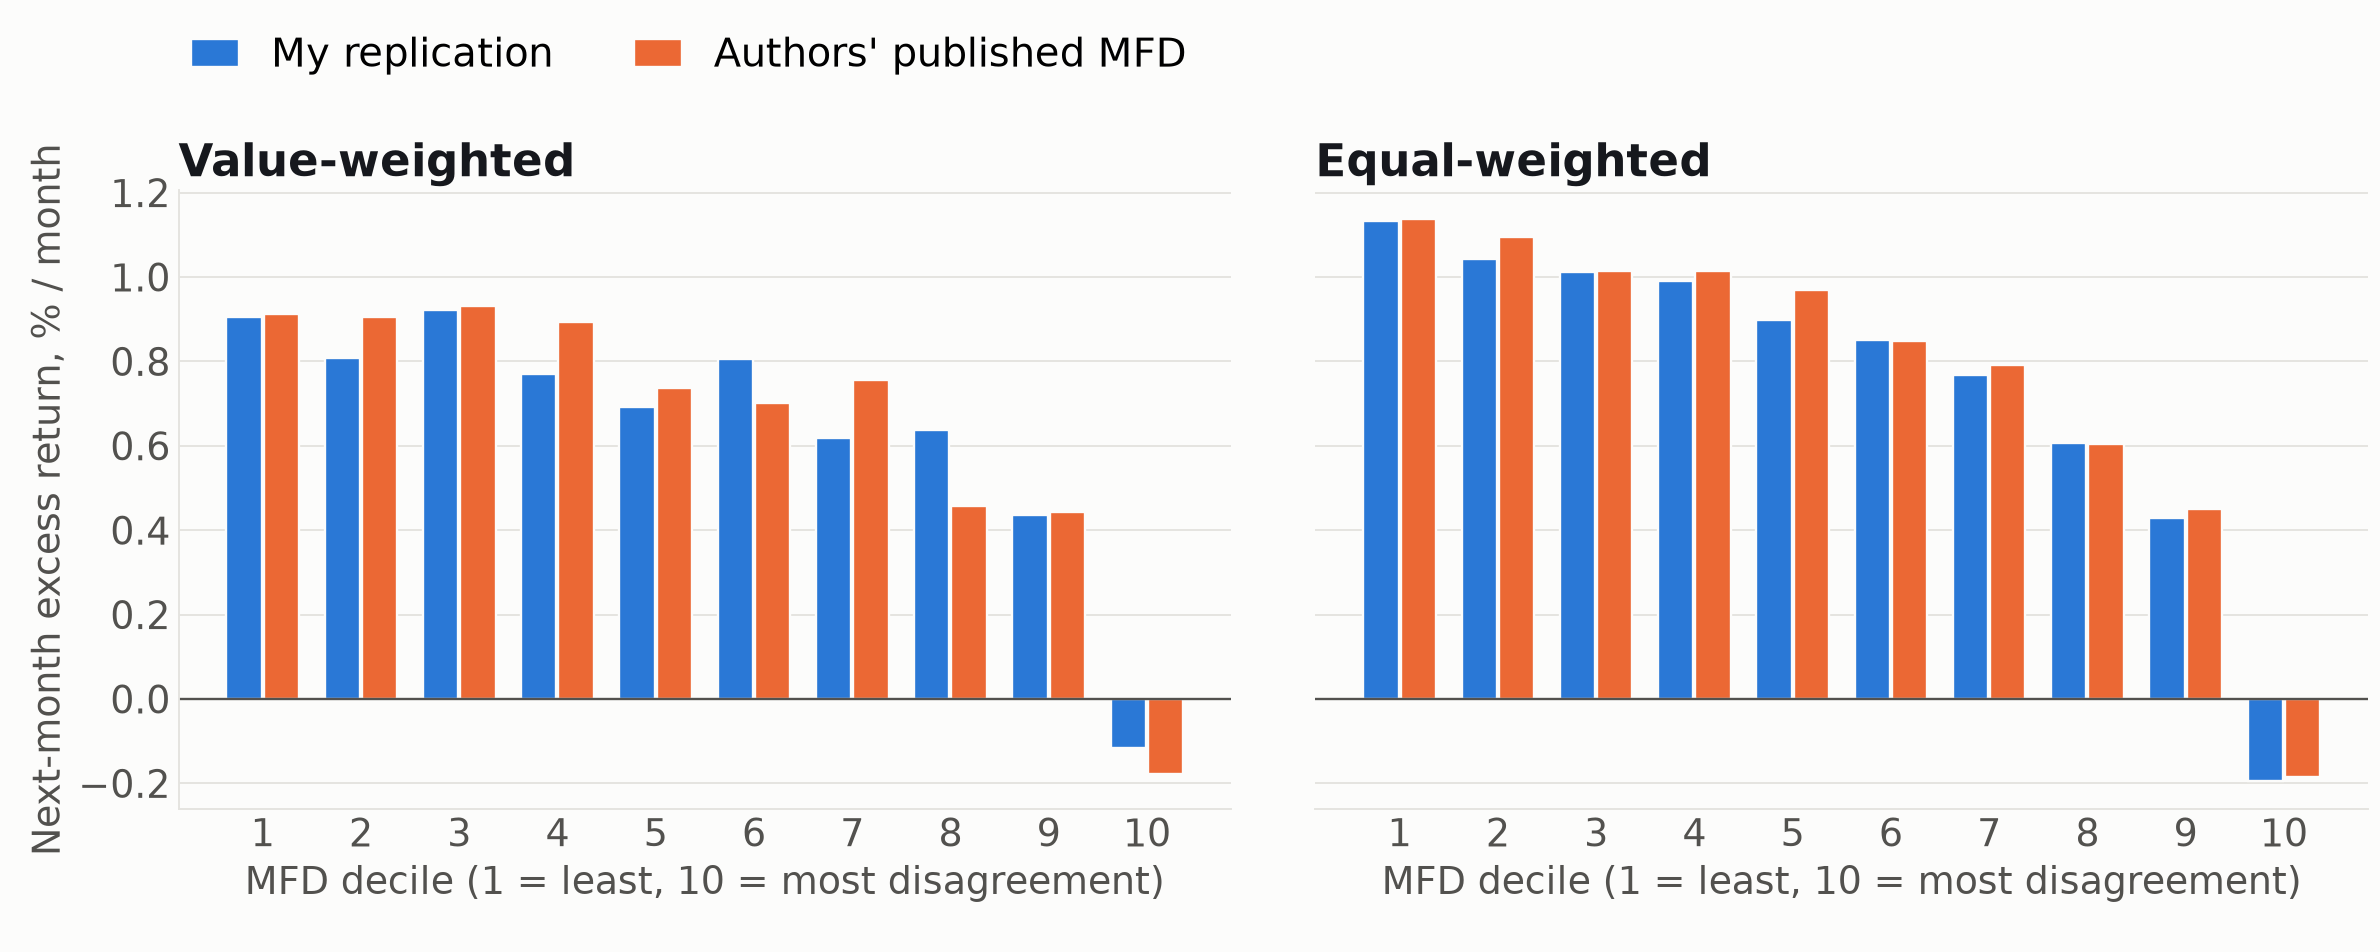 My replication
Authors' published MFD
Value-weighted
Equal-weighted
Next-month excess return, % / month
1.2
1.0
0.8
0.6
0.4
0.2
0.0
−0.2
1 2 3 4 5 6 7 8 9 10
MFD decile (1 = least, 10 = most disagreement)
1 2 3 4 5 6 7 8 9 10
MFD decile (1 = least, 10 = most disagreement)